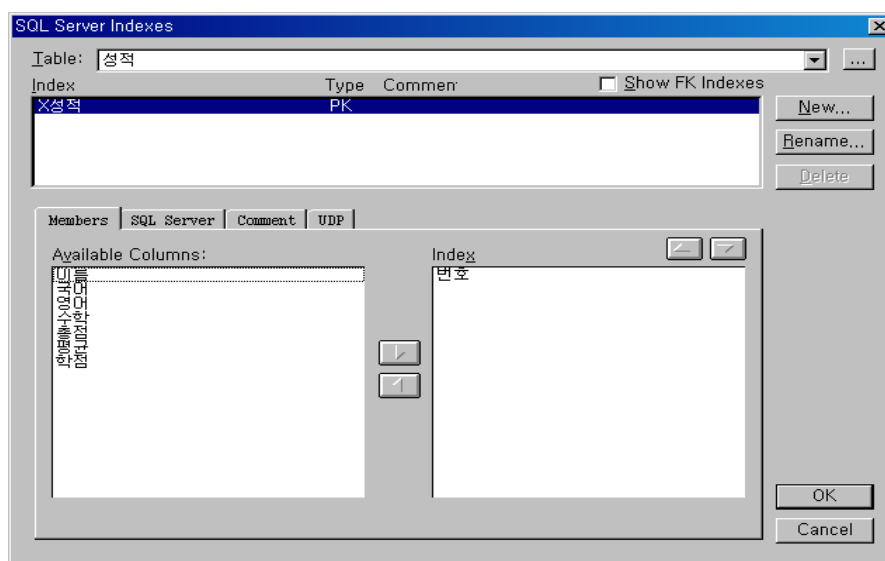 SQL Server Indexes
Table: 성적 ...
Index Type Commen Show FK Indexes
X성적 PK
New...
Rename...
Delete
Members SQL Server Comment UDP
Available Columns: Index
이름 번호
국어
영어
수학
총점
평균
학점
OK
Cancel